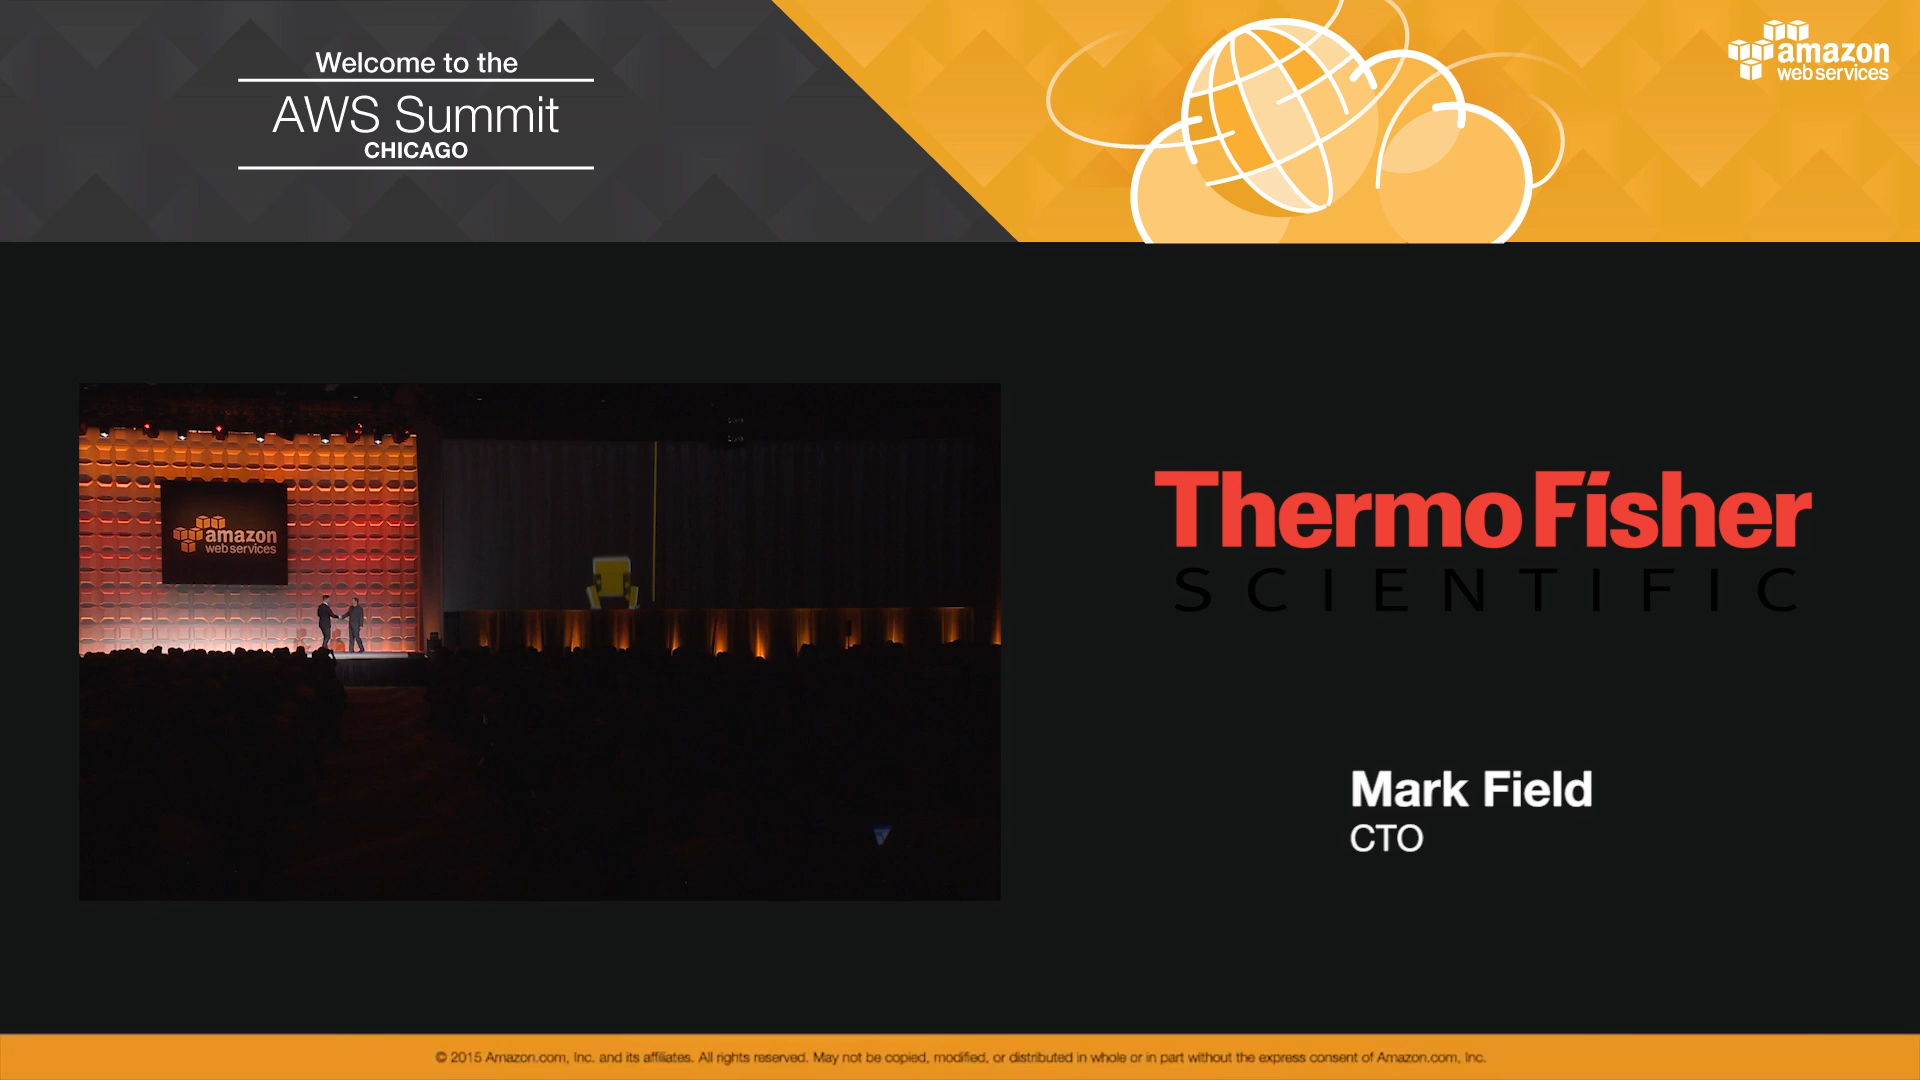 Welcome to the
AWS Summit
CHICAGO
amazon
web services
amazon
web services
ThermoFisher
SCIENTIFIC
Mark Field
CTO
© 2015 Amazon.com, Inc. and its affiliates. All rights reserved. May not be copied, modified, or distributed in whole or in part without the express consent of Amazon.com, Inc.